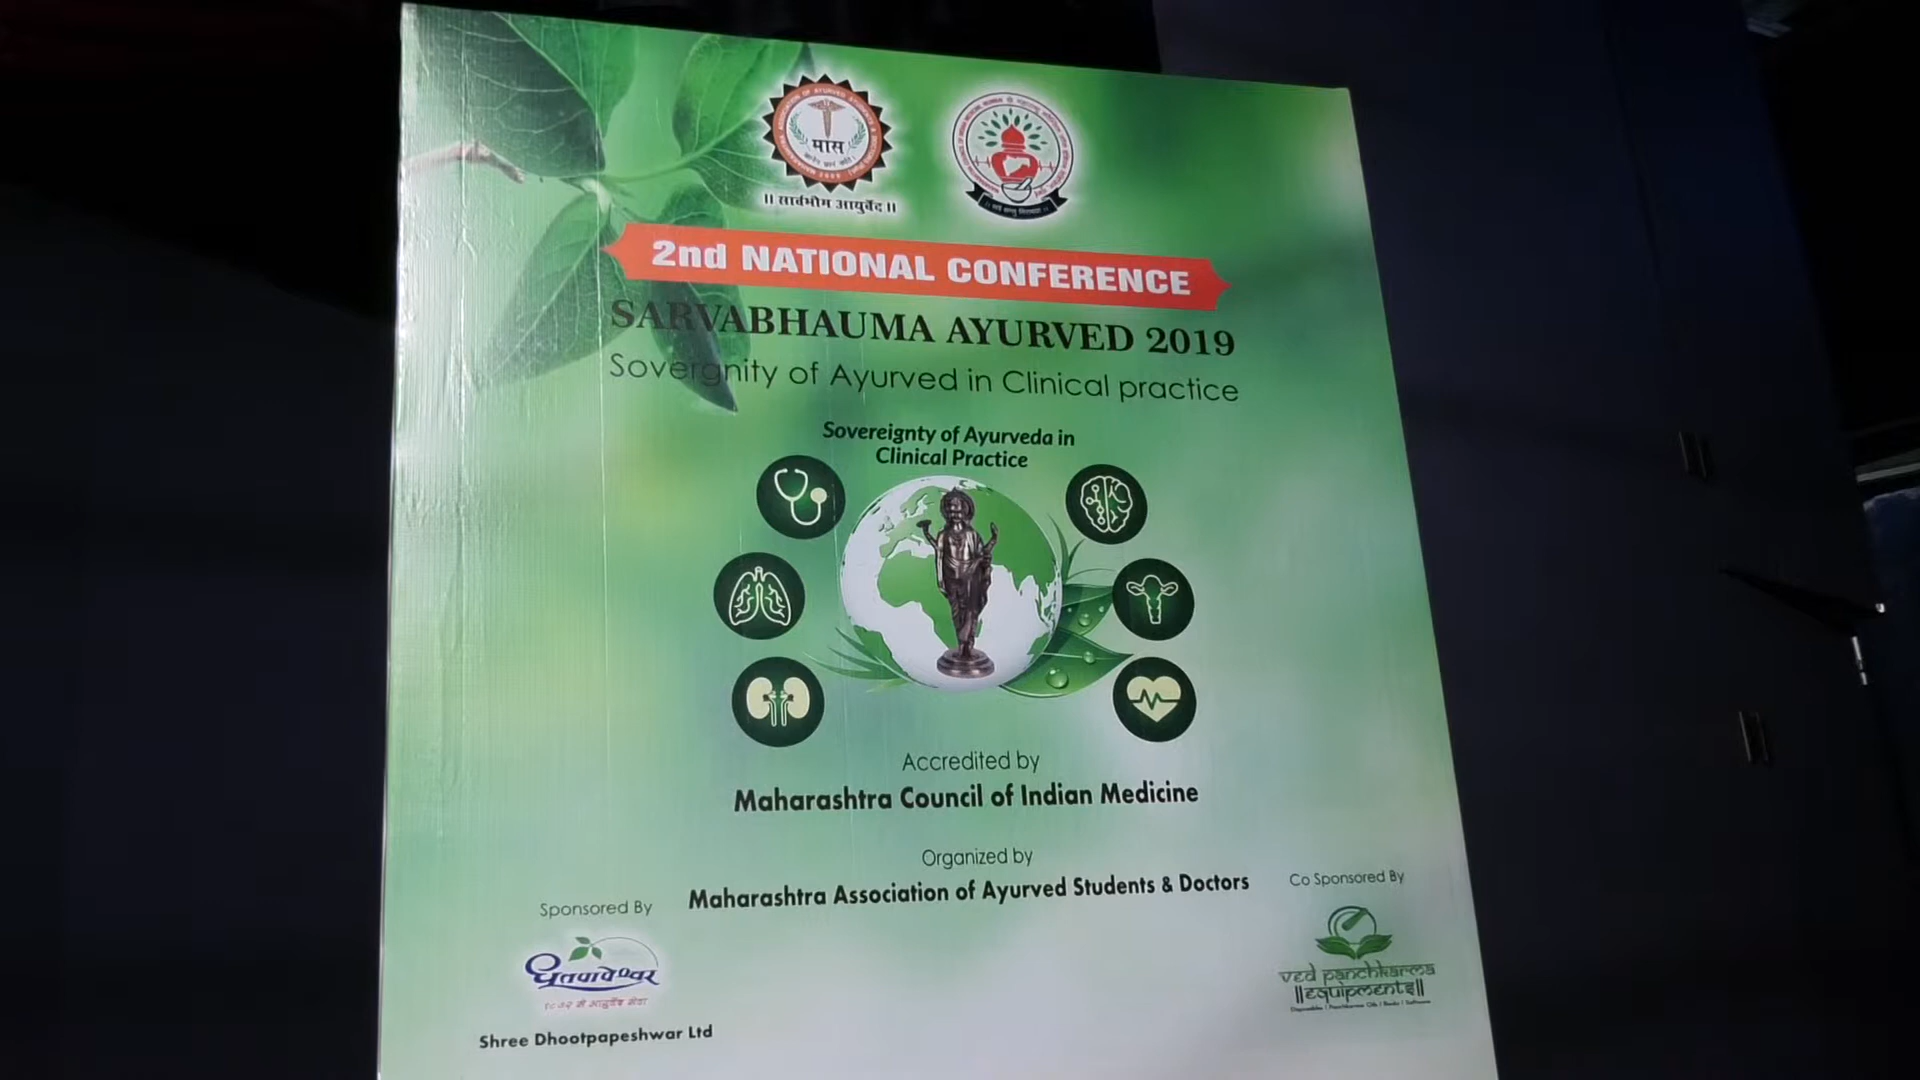 मास
|| सार्वभौम आयुर्वेद ||
2nd NATIONAL CONFERENCE
SARVABHAUMA AYURVED 2019
Sovergnity of Ayurved in Clinical practice
Sovereignty of Ayurveda in
Clinical Practice
Accredited by
Maharashtra Council of Indian Medicine
Organized by
Maharashtra Association of Ayurved Students & Doctors
Sponsored By
धूतपापेश्वर
Shree Dhootpapeshwar Ltd
Co Sponsored By
ved panchkarma
||equipments||